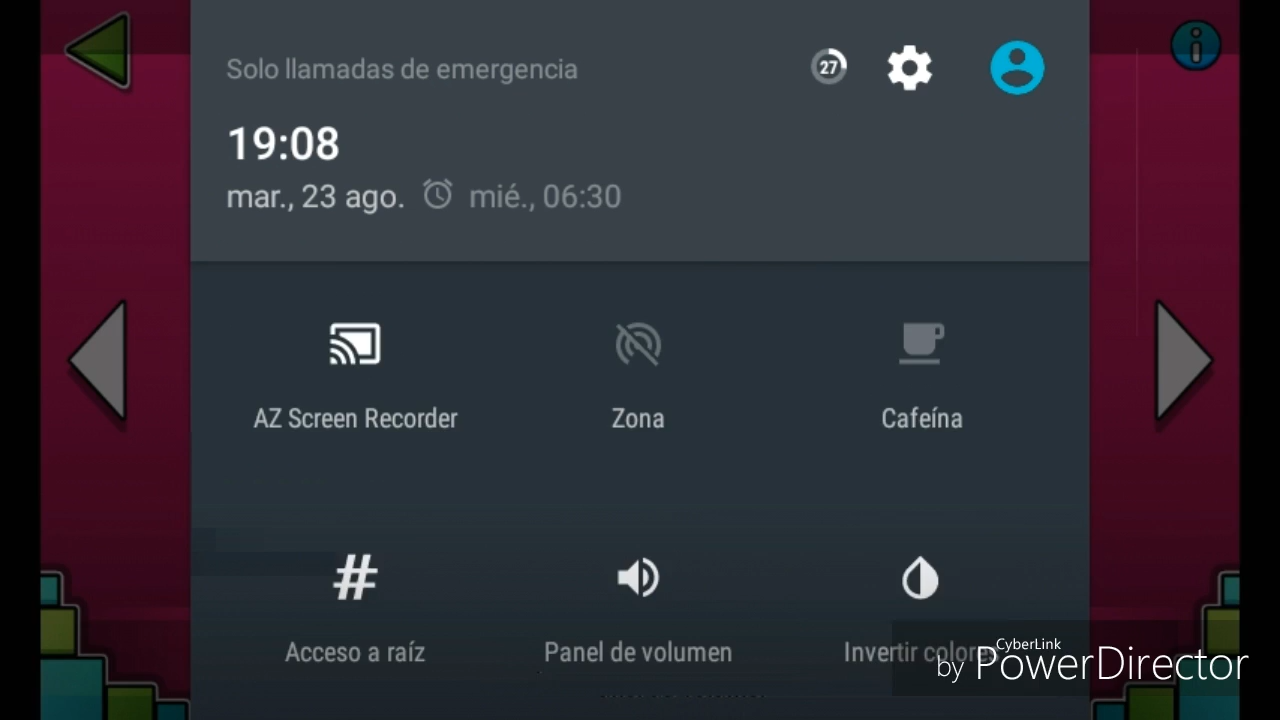 Solo llamadas de emergencia
27
19:08
mar., 23 ago. mié., 06:30
AZ Screen Recorder
Zona
Cafeína
#
Acceso a raíz
Panel de volumen
Invertir colores
CyberLink
by PowerDirector